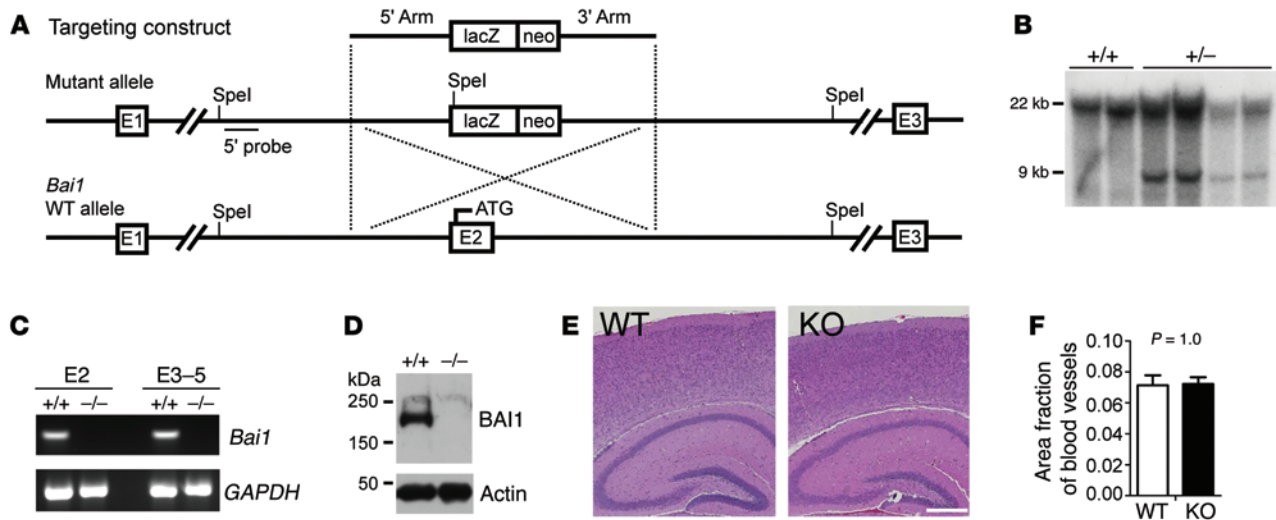 A Targeting construct
5' Arm
3' Arm
lacZ neo
Mutant allele
SpeI
SpeI
SpeI
E1
lacZ neo
E3
5' probe
Bai1
WT allele
SpeI
ATG
SpeI
E1
E2
E3
B
+/+ +/–
22 kb
9 kb
C
E2 E3–5
+/+ –/– +/+ –/–
Bai1
GAPDH
D
+/+ –/–
kDa
250
150
BAI1
50
Actin
E
WT
KO
F
P = 1.0
Area fraction
of blood vessels
0.10
0.08
0.06
0.04
0.02
0.00
WT KO